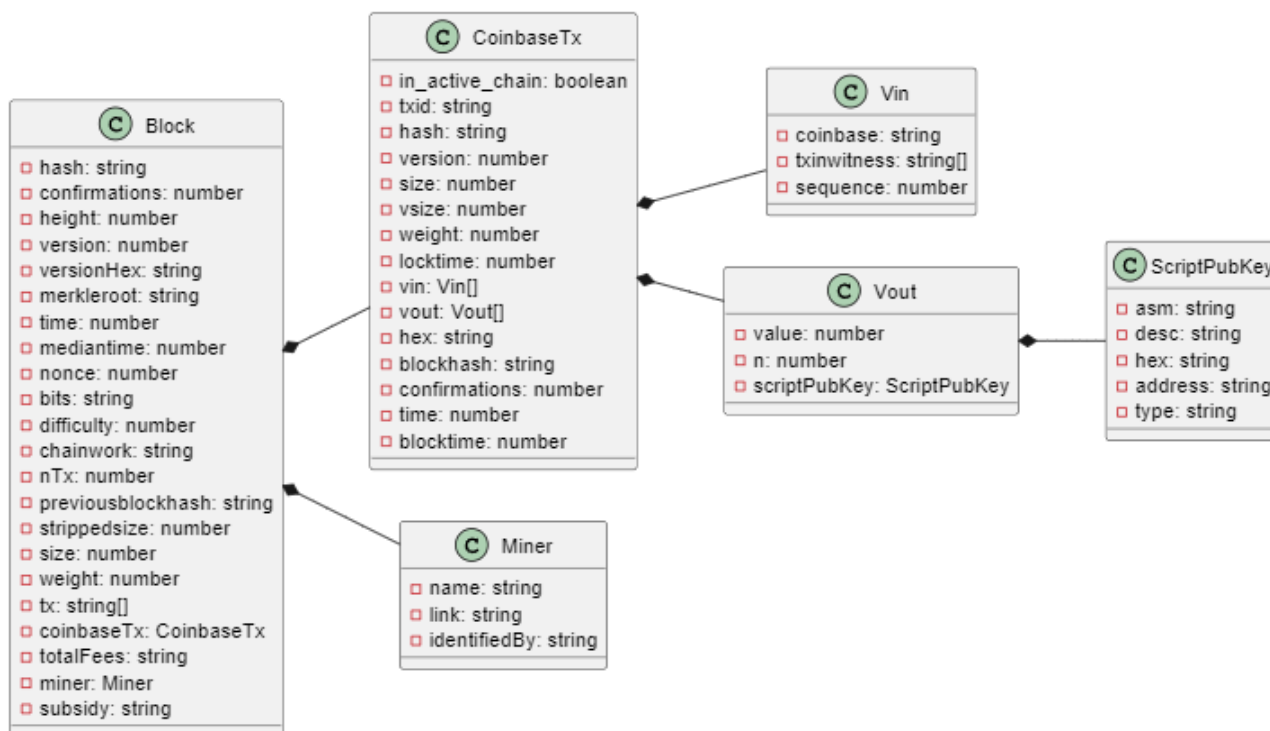 C Block
hash: string
confirmations: number
height: number
version: number
versionHex: string
merkleroot: string
time: number
mediantime: number
nonce: number
bits: string
difficulty: number
chainwork: string
nTx: number
previousblockhash: string
strippedsize: number
size: number
weight: number
tx: string[]
coinbaseTx: CoinbaseTx
totalFees: string
miner: Miner
subsidy: string
C CoinbaseTx
in_active_chain: boolean
txid: string
hash: string
version: number
size: number
vsize: number
weight: number
locktime: number
vin: Vin[]
vout: Vout[]
hex: string
blockhash: string
confirmations: number
time: number
blocktime: number
C Miner
name: string
link: string
identifiedBy: string
C Vin
coinbase: string
txinwitness: string[]
sequence: number
C Vout
value: number
n: number
scriptPubKey: ScriptPubKey
C ScriptPubKey
asm: string
desc: string
hex: string
address: string
type: string